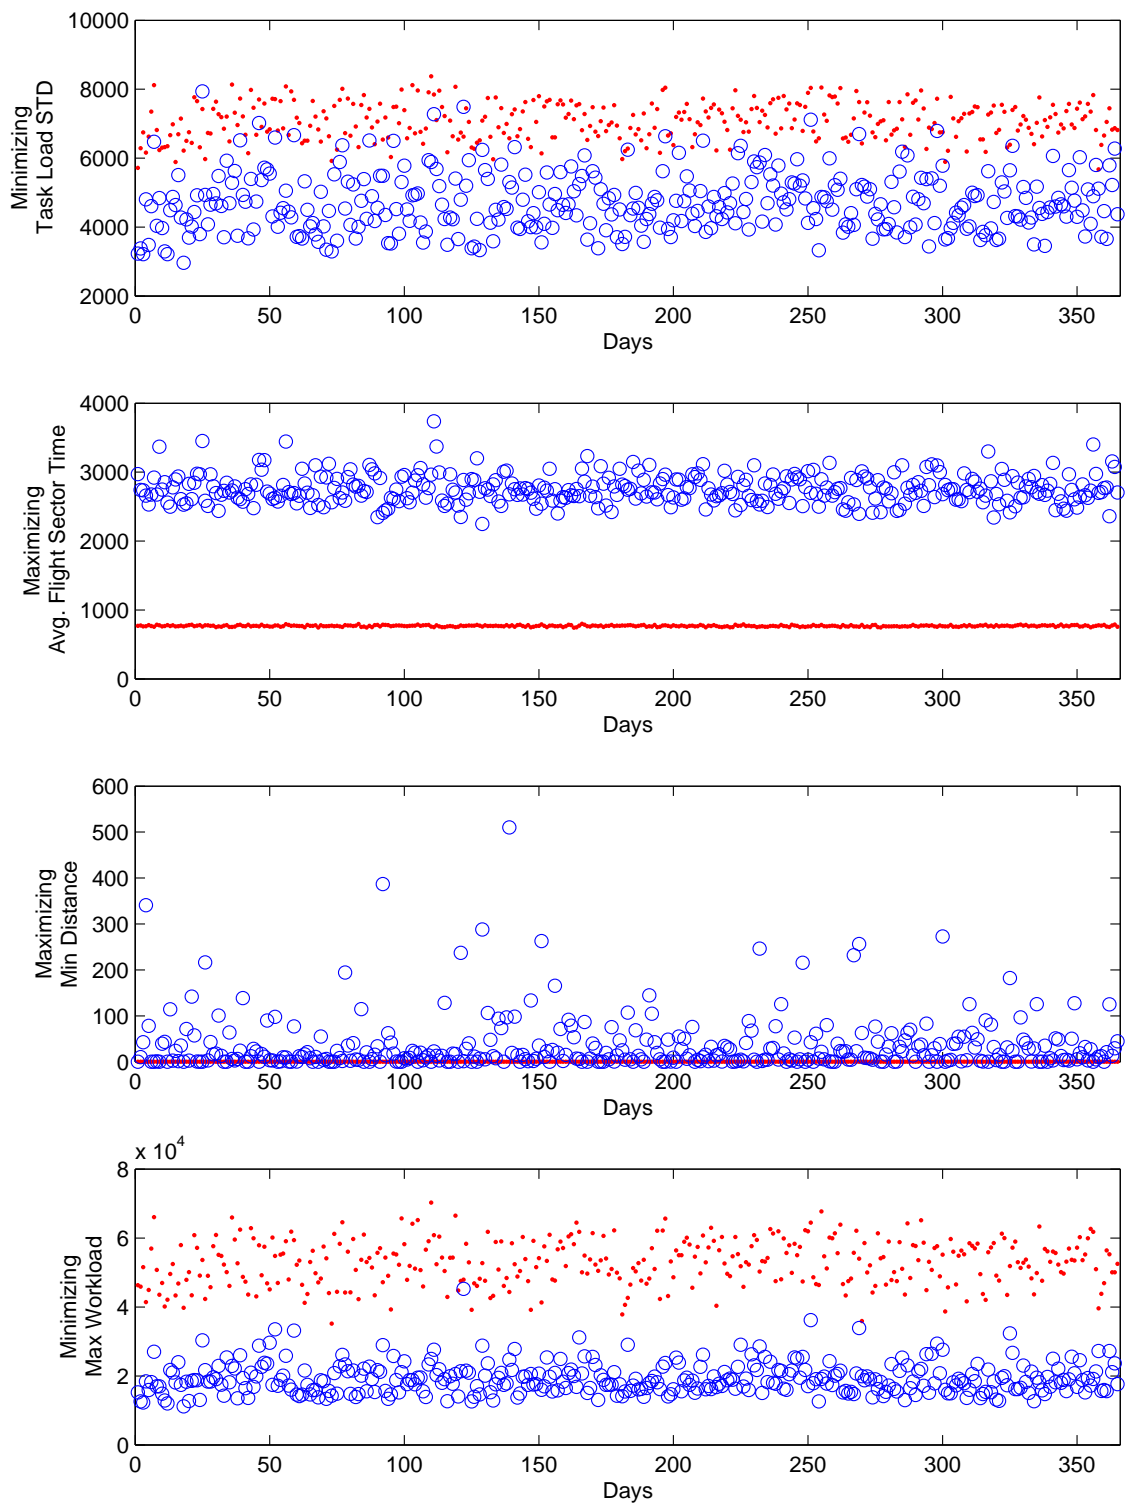 10000
8000
6000
4000
2000
Minimizing
Task Load STD
0 50 100 150 200 250 300 350
Days
4000
3000
2000
1000
0
Maximizing
Avg. Flight Sector Time
0 50 100 150 200 250 300 350
Days
600
500
400
300
200
100
0
Maximizing
Min Distance
0 50 100 150 200 250 300 350
Days
x 10^4
8
6
4
2
0
Minimizing
Max Workload
0 50 100 150 200 250 300 350
Days